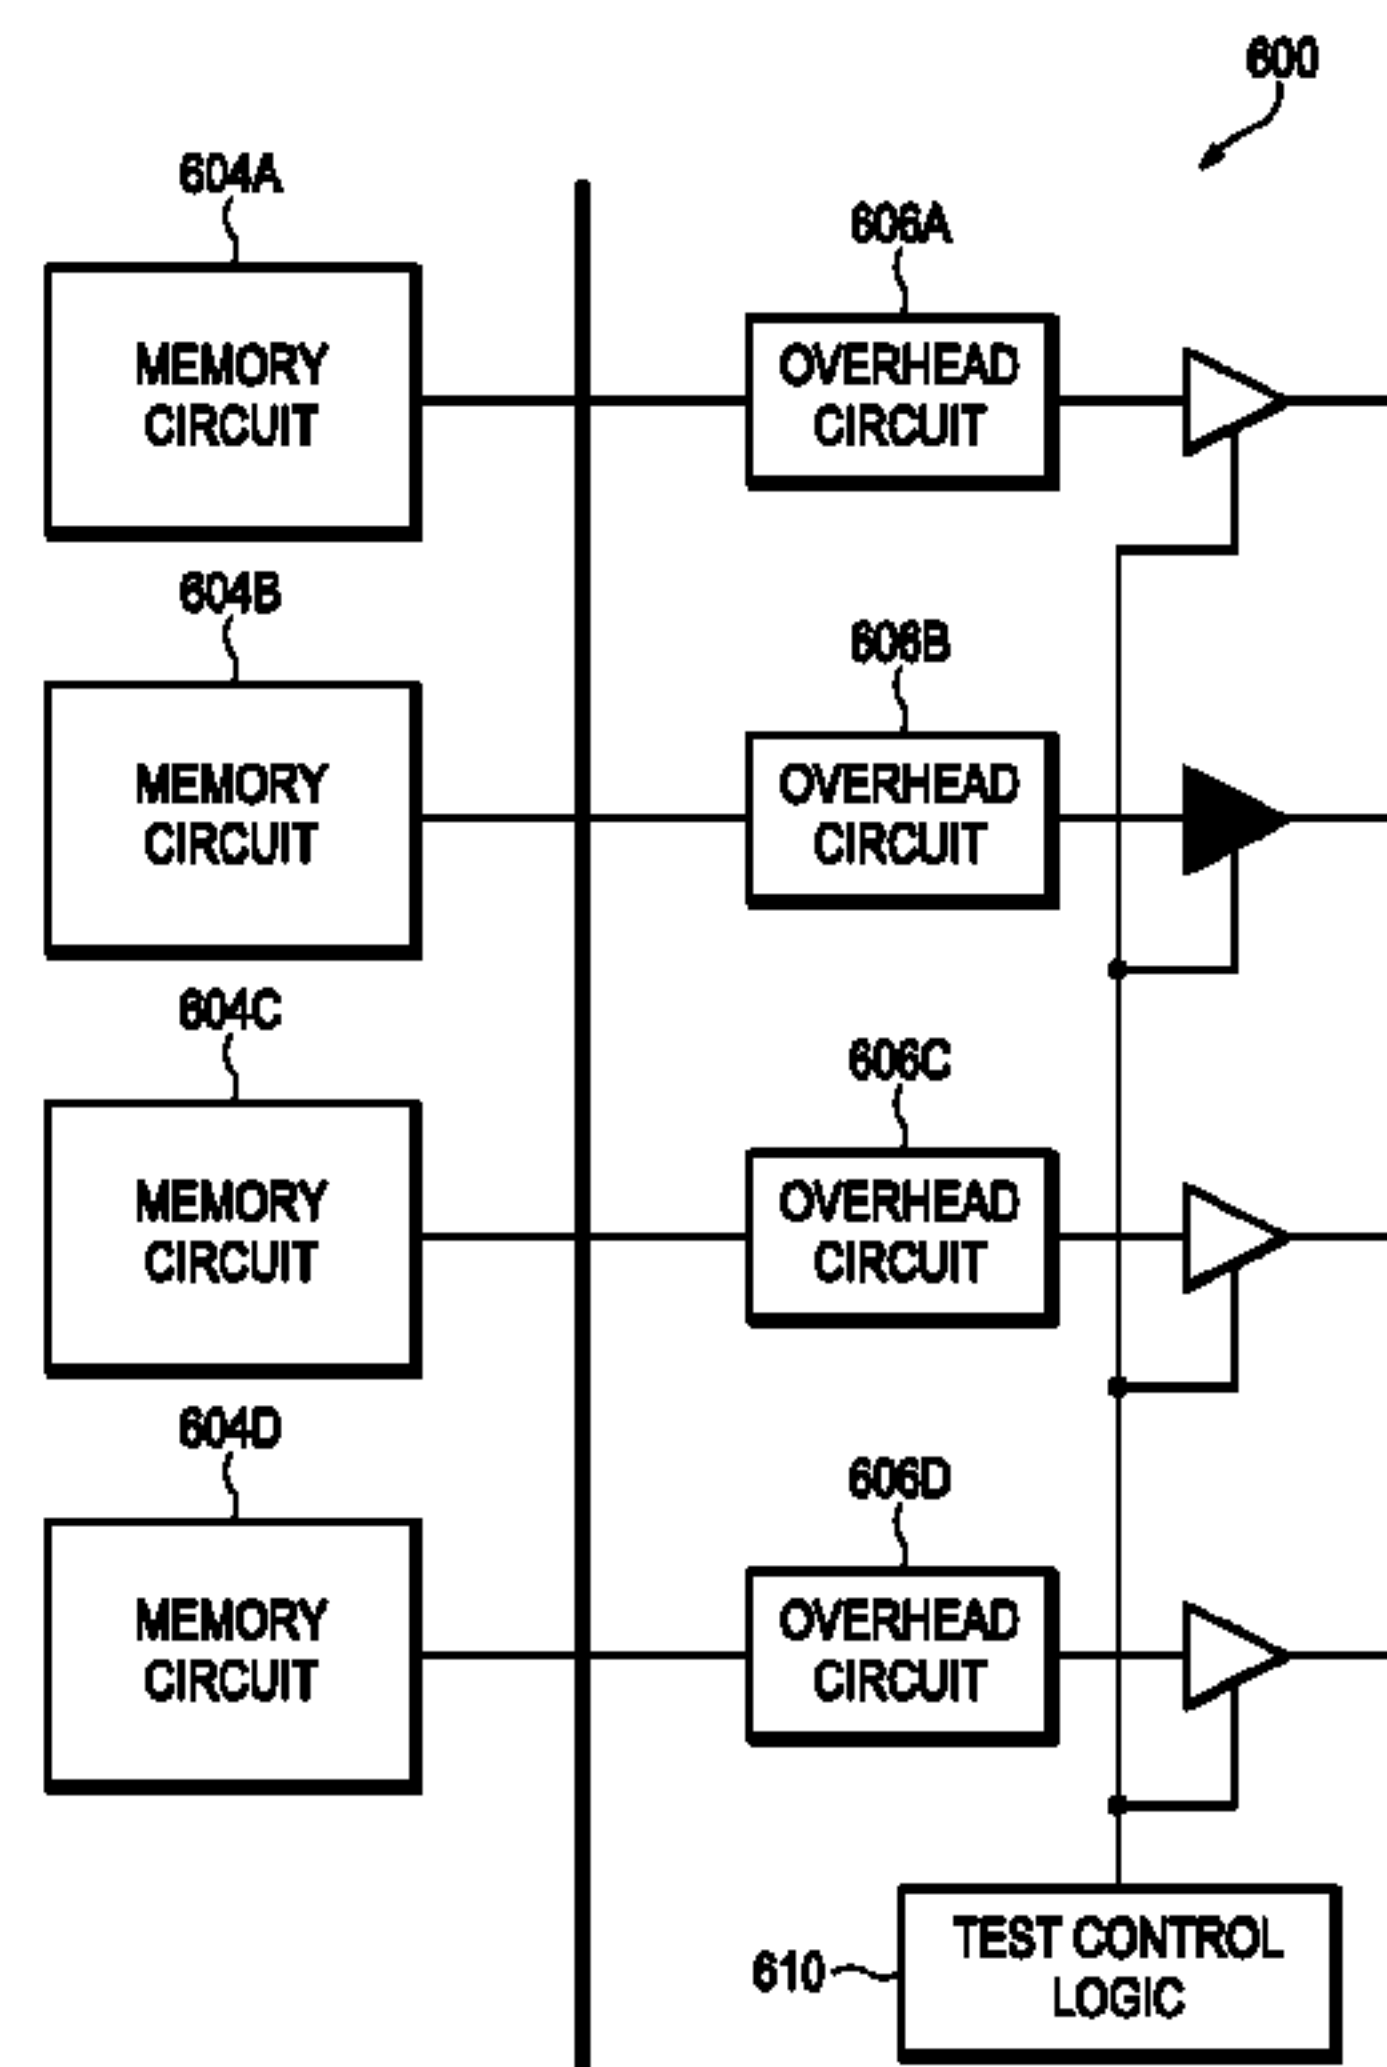 600
604A
606A
MEMORY
CIRCUIT
OVERHEAD
CIRCUIT
604B
606B
MEMORY
CIRCUIT
OVERHEAD
CIRCUIT
604C
606C
MEMORY
CIRCUIT
OVERHEAD
CIRCUIT
604D
606D
MEMORY
CIRCUIT
OVERHEAD
CIRCUIT
TEST CONTROL
LOGIC
610